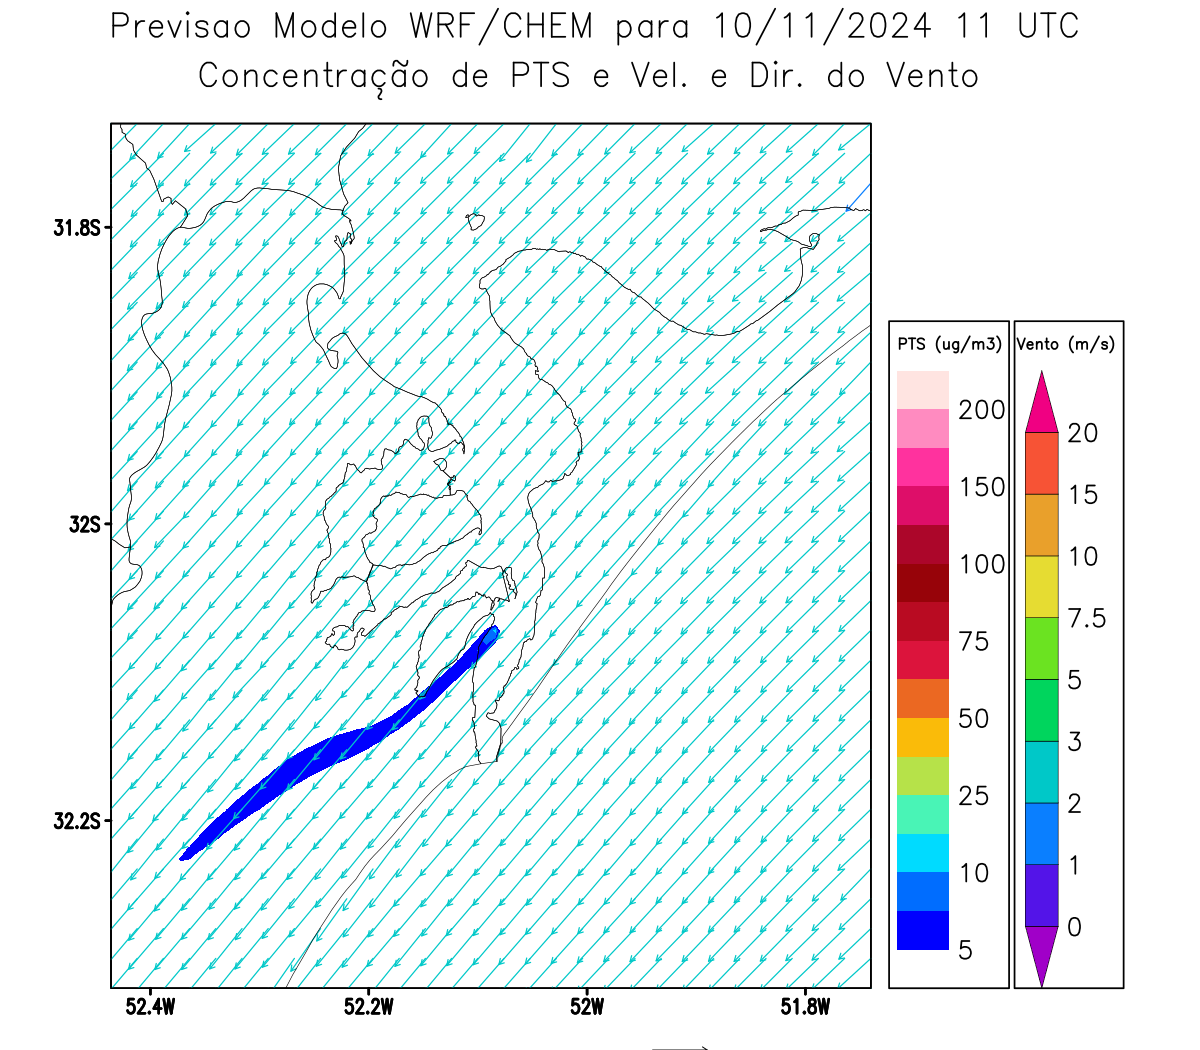 Previsao Modelo WRF/CHEM para 10/11/2024 11 UTC
Concentração de PTS e Vel. e Dir. do Vento
31.8S
32S
32.2S
52.4W
52.2W
52W
51.8W
PTS (ug/m3)
200
150
100
75
50
25
10
5
Vento (m/s)
20
15
10
7.5
5
3
2
1
0